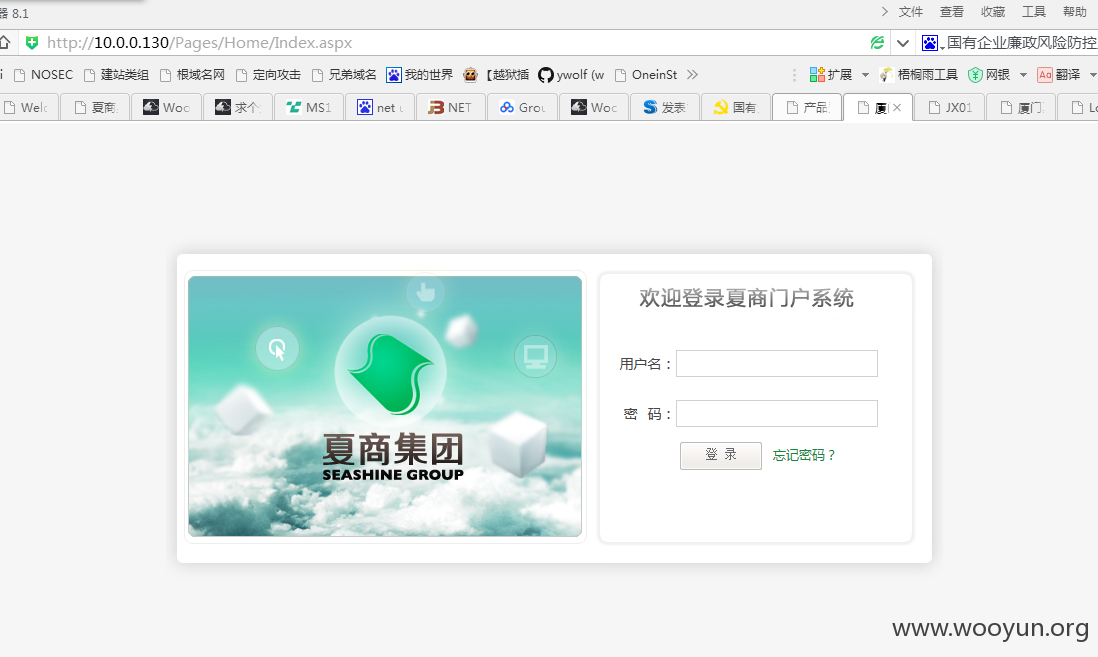 器 8.1
文件 查看 收藏 工具 帮助
http://10.0.0.130/Pages/Home/Index.aspx
国有企业廉政风险防控
NOSEC 建站类组 根域名网 定向攻击 兄弟域名 我的世界 【越狱插 ywolf (w OneinSt
扩展 梧桐雨工具 网银 翻译
Welc 夏商 Woc 求个 MS1 net u NET Grou Woc 发表 国有 产品 厦 JX01 厦门 Lo
欢迎登录夏商门户系统
用户名：
密 码：
登 录 忘记密码？
夏商集团
SEASHINE GROUP
www.wooyun.org